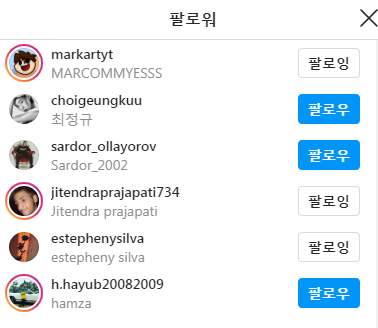 팔로워
markartyt
MARCOMMYESSS
팔로잉
choigeungkuu
최정규
팔로우
sardor_ollayorov
Sardor_2002
팔로우
jitendraprajapati734
Jitendra prajapati
팔로잉
estephenysilva
estepheny silva
팔로잉
h.hayub20082009
hamza
팔로우